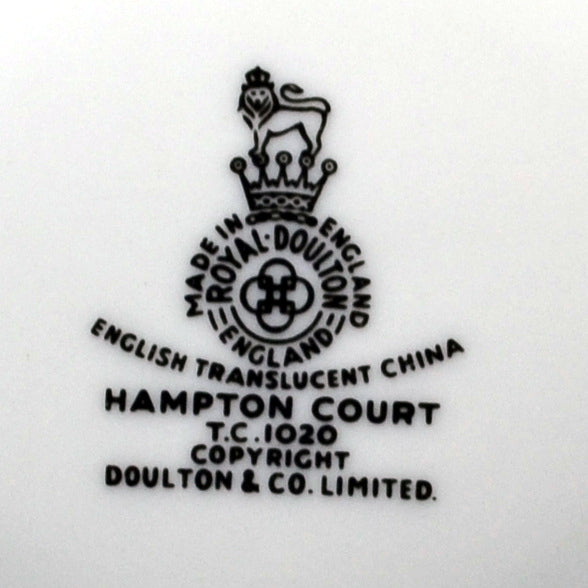 MADE IN ENGLAND
ROYAL·DOULTON
ENGLAND
ENGLISH TRANSLUCENT CHINA
HAMPTON COURT
T.C.1020
COPYRIGHT
DOULTON & CO. LIMITED.